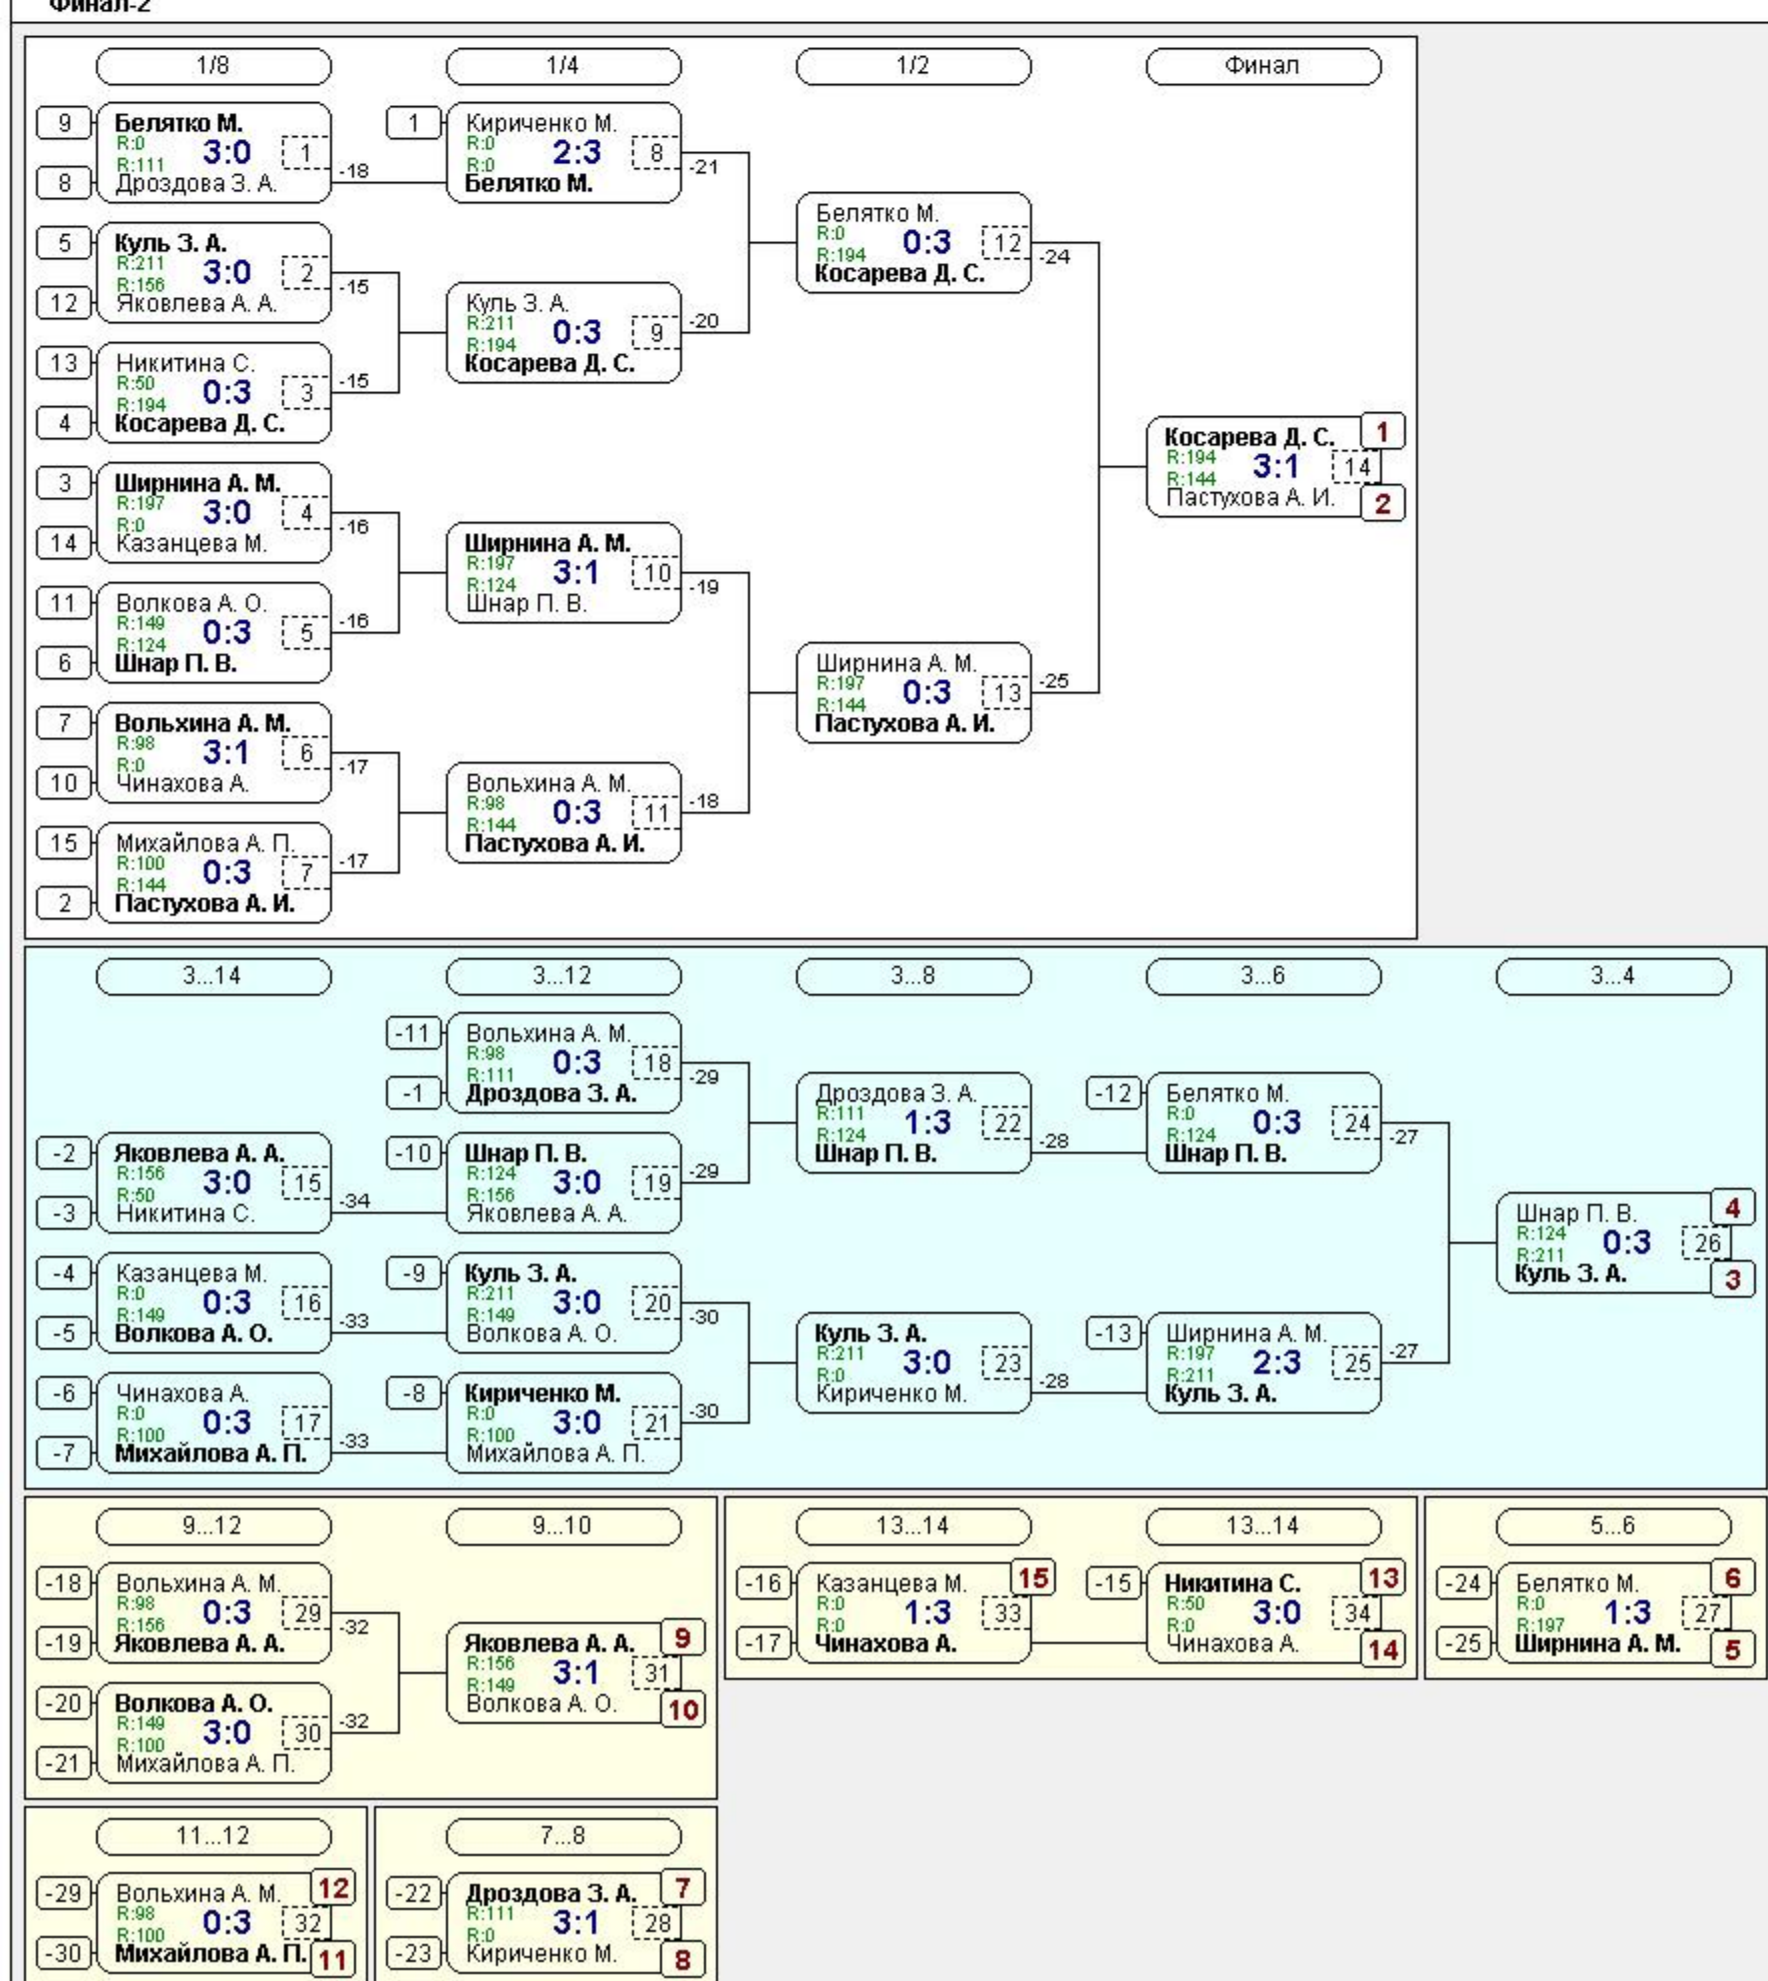 Финал-2
1/8
1/4
1/2
Финал
9
Белятко М.
R:0
3:0
1
R:111
8
Дроздова З. А.
-18
5
Куль З. А.
R:211
3:0
2
R:156
12
Яковлева А. А.
-15
13
Никитина С.
R:50
0:3
3
R:194
4
Косарева Д. С.
-15
3
Ширнина А. М.
R:197
3:0
4
R:0
14
Казанцева М.
-16
11
Волкова А. О.
R:149
0:3
5
R:124
6
Шнар П. В.
-16
7
Вольхина А. М.
R:98
3:1
6
R:0
10
Чинахова А.
-17
15
Михайлова А. П.
R:100
0:3
7
R:144
2
Пастухова А. И.
-17
1
Кириченко М.
R:0
2:3
8
R:0
Белятко М.
-21
Куль З. А.
R:211
0:3
9
R:194
Косарева Д. С.
-20
Ширнина А. М.
R:197
3:1
10
R:124
Шнар П. В.
-19
Вольхина А. М.
R:98
0:3
11
R:144
Пастухова А. И.
-18
Белятко М.
R:0
0:3
12
R:194
Косарева Д. С.
-24
Ширнина А. М.
R:197
0:3
13
R:144
Пастухова А. И.
-25
Косарева Д. С.
1
R:194
3:1
14
R:144
Пастухова А. И.
2
3...14
3...12
3...8
3...6
3...4
-2
Яковлева А. А.
R:156
3:0
15
R:50
-3
Никитина С.
-34
-4
Казанцева М.
R:0
0:3
16
R:149
-5
Волкова А. О.
-33
-6
Чинахова А.
R:0
0:3
17
R:100
-7
Михайлова А. П.
-33
-11
Вольхина А. М.
R:98
0:3
18
R:111
-1
Дроздова З. А.
-29
-10
Шнар П. В.
R:124
3:0
19
R:156
Яковлева А. А.
-29
-9
Куль З. А.
R:211
3:0
20
R:149
Волкова А. О.
-30
-8
Кириченко М.
R:0
3:0
21
R:100
Михайлова А. П.
-30
Дроздова З. А.
R:111
1:3
22
R:124
Шнар П. В.
-28
Куль З. А.
R:211
3:0
23
R:0
Кириченко М.
-28
-12
Белятко М.
R:0
0:3
24
R:124
Шнар П. В.
-27
-13
Ширнина А. М.
R:197
2:3
25
R:211
Куль З. А.
-27
Шнар П. В.
4
R:124
0:3
26
R:211
Куль З. А.
3
9...12
9...10
-18
Вольхина А. М.
R:98
0:3
29
R:156
-19
Яковлева А. А.
-32
-20
Волкова А. О.
R:149
3:0
30
R:100
-21
Михайлова А. П.
-32
Яковлева А. А.
9
R:156
3:1
31
R:149
Волкова А. О.
10
13...14
13...14
-16
Казанцева М.
15
R:0
1:3
33
R:0
-17
Чинахова А.
-15
Никитина С.
13
R:50
3:0
34
R:0
Чинахова А.
14
5...6
-24
Белятко М.
6
R:0
1:3
27
R:197
-25
Ширнина А. М.
5
11...12
-29
Вольхина А. М.
12
R:98
0:3
32
R:100
-30
Михайлова А. П.
11
7...8
-22
Дроздова З. А.
7
R:111
3:1
28
R:0
-23
Кириченко М.
8